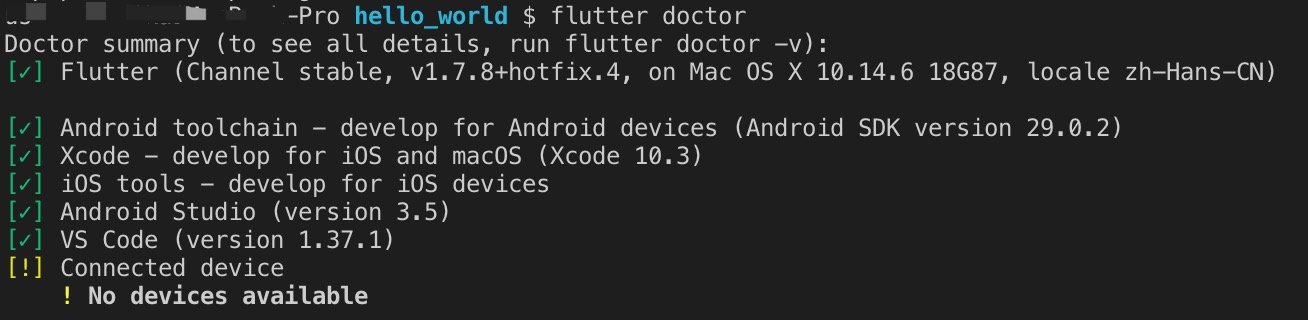 -Pro hello_world $ flutter doctor
Doctor summary (to see all details, run flutter doctor -v):
[✓] Flutter (Channel stable, v1.7.8+hotfix.4, on Mac OS X 10.14.6 18G87, locale zh-Hans-CN)
[✓] Android toolchain - develop for Android devices (Android SDK version 29.0.2)
[✓] Xcode - develop for iOS and macOS (Xcode 10.3)
[✓] iOS tools - develop for iOS devices
[✓] Android Studio (version 3.5)
[✓] VS Code (version 1.37.1)
[!] Connected device
! No devices available